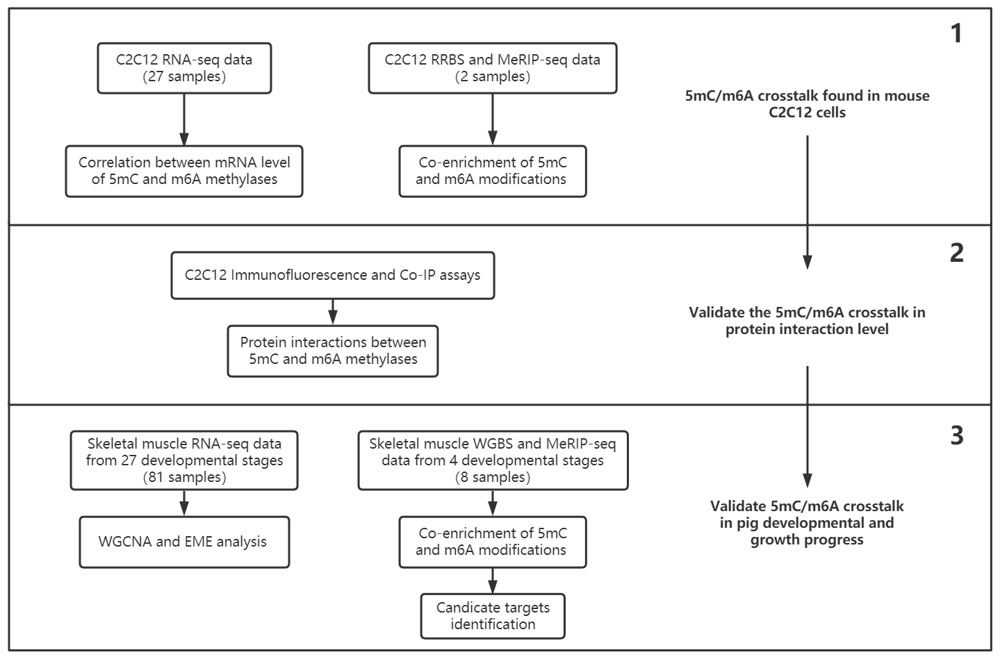 1
C2C12 RNA-seq data
(27 samples)
C2C12 RRBS and MeRIP-seq data
(2 samples)
5mC/m6A crosstalk found in mouse
C2C12 cells
Correlation between mRNA level
of 5mC and m6A methylases
Co-enrichment of 5mC
and m6A modifications
2
C2C12 Immunofluorescence and Co-IP assays
Validate the 5mC/m6A crosstalk in
protein interaction level
Protein interactions between
5mC and m6A methylases
3
Skeletal muscle RNA-seq data
from 27 developmental stages
(81 samples)
Skeletal muscle WGBS and MeRIP-seq
data from 4 developmental stages
(8 samples)
Validate 5mC/m6A crosstalk
in pig developmental and
growth progress
WGCNA and EME analysis
Co-enrichment of 5mC
and m6A modifications
Candicate targets
identification